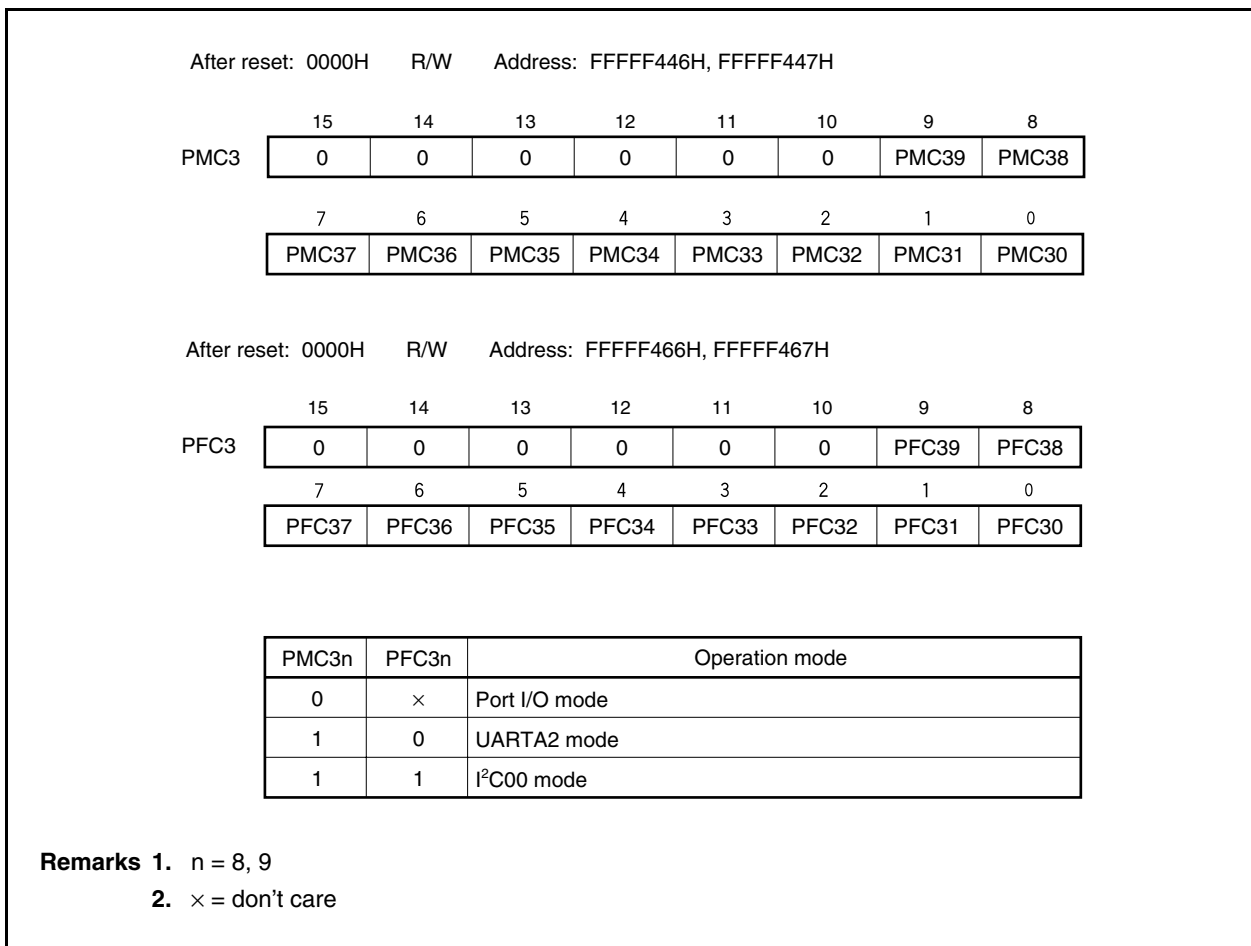 After reset: 0000H R/W Address: FFFFF446H, FFFFF447H
15 14 13 12 11 10 9 8
PMC3 0 0 0 0 0 0 PMC39 PMC38
7 6 5 4 3 2 1 0
PMC37 PMC36 PMC35 PMC34 PMC33 PMC32 PMC31 PMC30
After reset: 0000H R/W Address: FFFFF466H, FFFFF467H
15 14 13 12 11 10 9 8
PFC3 0 0 0 0 0 0 PFC39 PFC38
7 6 5 4 3 2 1 0
PFC37 PFC36 PFC35 PFC34 PFC33 PFC32 PFC31 PFC30
PMC3n PFC3n Operation mode
0 × Port I/O mode
1 0 UARTA2 mode
1 1 I²C00 mode
Remarks 1. n = 8, 9
2. × = don't care